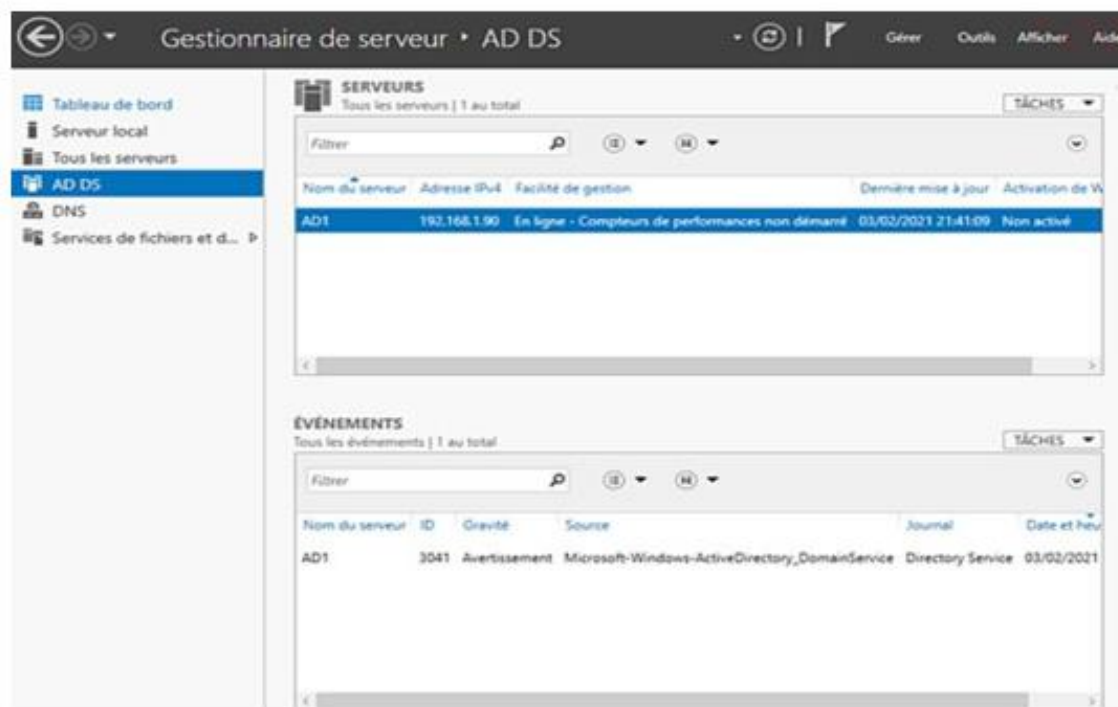 Gestionnaire de serveur • AD DS
Gérer Outils Afficher Aide
Tableau de bord
Serveur local
Tous les serveurs
AD DS
DNS
Services de fichiers et d...
SERVEURS
Tous les serveurs | 1 au total
TÂCHES
Filtrer
Nom du serveur Adresse IPv4 Facilité de gestion Dernière mise à jour Activation de W
AD1 192.168.1.90 En ligne - Compteurs de performances non démarré 03/02/2021 21:41:09 Non activé
ÉVÉNEMENTS
Tous les événements | 1 au total
TÂCHES
Filtrer
Nom du serveur ID Gravité Source Journal Date et heu
AD1 3041 Avertissement Microsoft-Windows-ActiveDirectory_DomainService Directory Service 03/02/2021